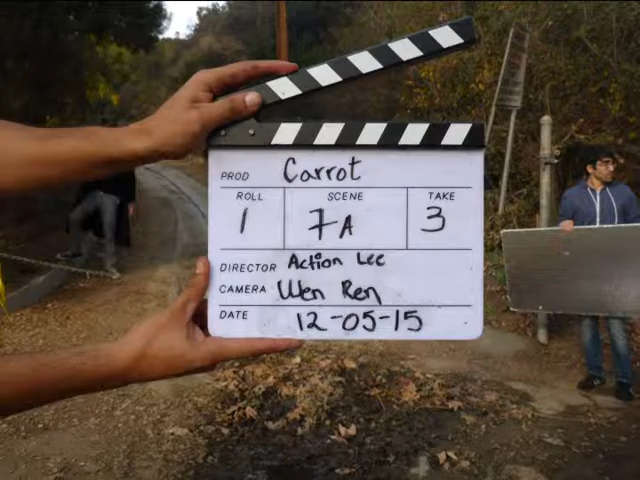 PROD Carrot
ROLL SCENE TAKE
1 7A 3
DIRECTOR Action Lee
CAMERA Wen Ren
DATE 12-05-15